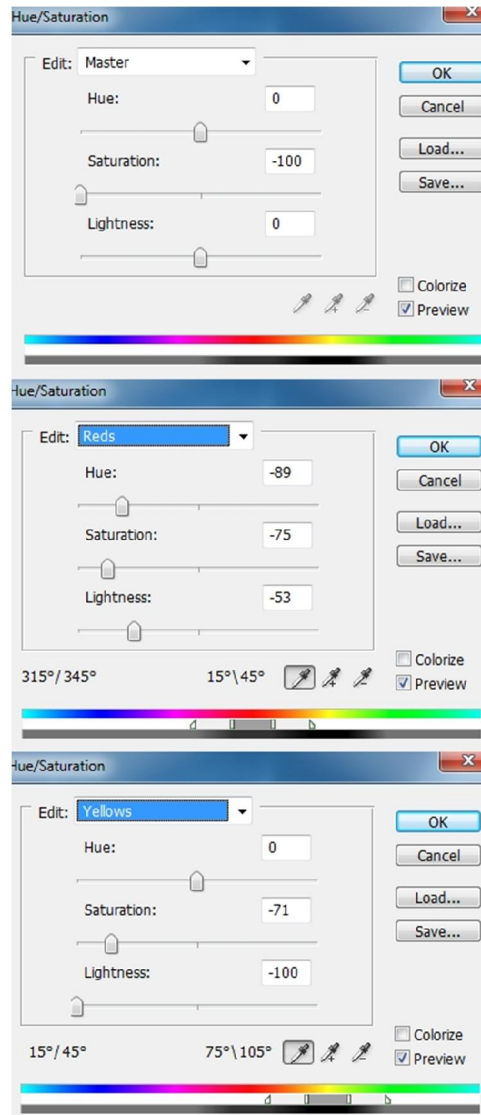 Hue/Saturation
Edit: Master
OK
Hue: 0
Cancel
Load...
Saturation: -100
Save...
Lightness: 0
Colorize
Preview
Hue/Saturation
Edit: Reds
OK
Hue: -89
Cancel
Load...
Saturation: -75
Save...
Lightness: -53
Colorize
315°/345° 15°\45° Preview
Hue/Saturation
Edit: Yellows
OK
Hue: 0
Cancel
Load...
Saturation: -71
Save...
Lightness: -100
Colorize
15°/45° 75°\105° Preview